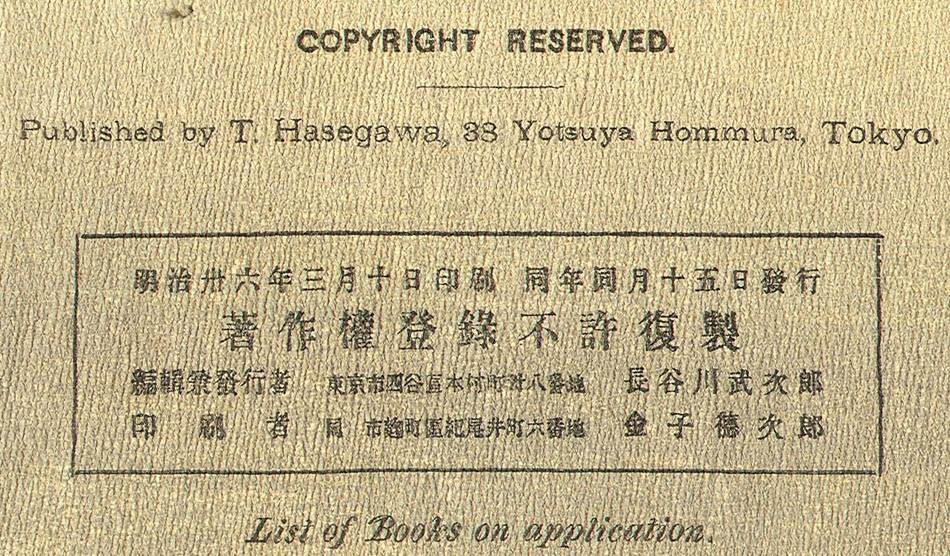 COPYRIGHT RESERVED.
Published by T. Hasegawa, 38 Yotsuya Hommura, Tokyo.
明治卅六年三月十日印刷 同年同月十五日發行
著作權登錄不許復製
編輯兼發行者 東京市四谷區本村町卅八番地 長谷川武次郎
印刷者 同市麴町區紀尾井町六番地 金子德次郎
List of Books on application.